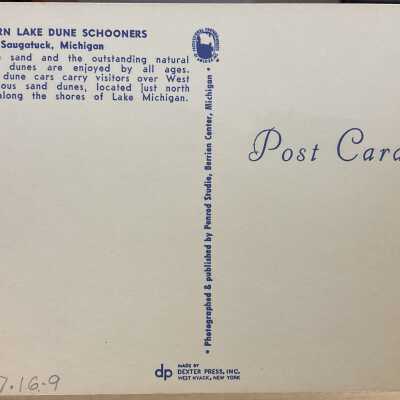 RN LAKE DUNE SCHOONERS
Saugatuck, Michigan
sand and the outstanding natural
dunes are enjoyed by all ages.
dune cars carry visitors over West
ous sand dunes, located just north
along the shores of Lake Michigan.
• Photographed & published by Penrod Studio, Berrien Center, Michigan •
Post Card
dp
MADE BY
DEXTER PRESS, INC.
WEST NYACK, NEW YORK
7.16.9